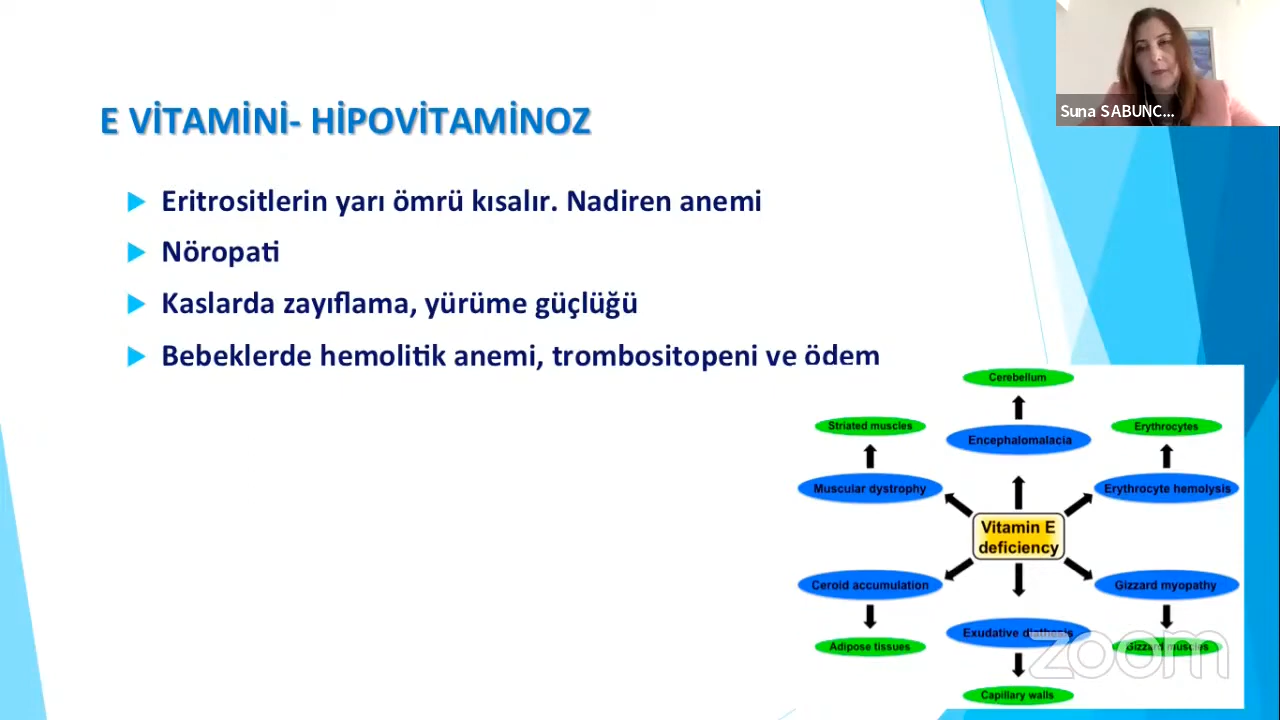 Suna SABUNC...
E VİTAMİNİ- HİPOVİTAMİNOZ
Eritrositlerin yarı ömrü kısalır. Nadiren anemi
Nöropati
Kaslarda zayıflama, yürüme güçlüğü
Bebeklerde hemolitik anemi, trombositopeni ve ödem
Cerebellum
Striated muscles
Erythrocytes
Encephalomalacia
Muscular dystrophy
Erythrocyte hemolysis
Vitamin E
deficiency
Ceroid accumulation
Gizzard myopathy
Exudative diathesis
Adipose tissues
Gizzard muscles
Capillary walls
zoom